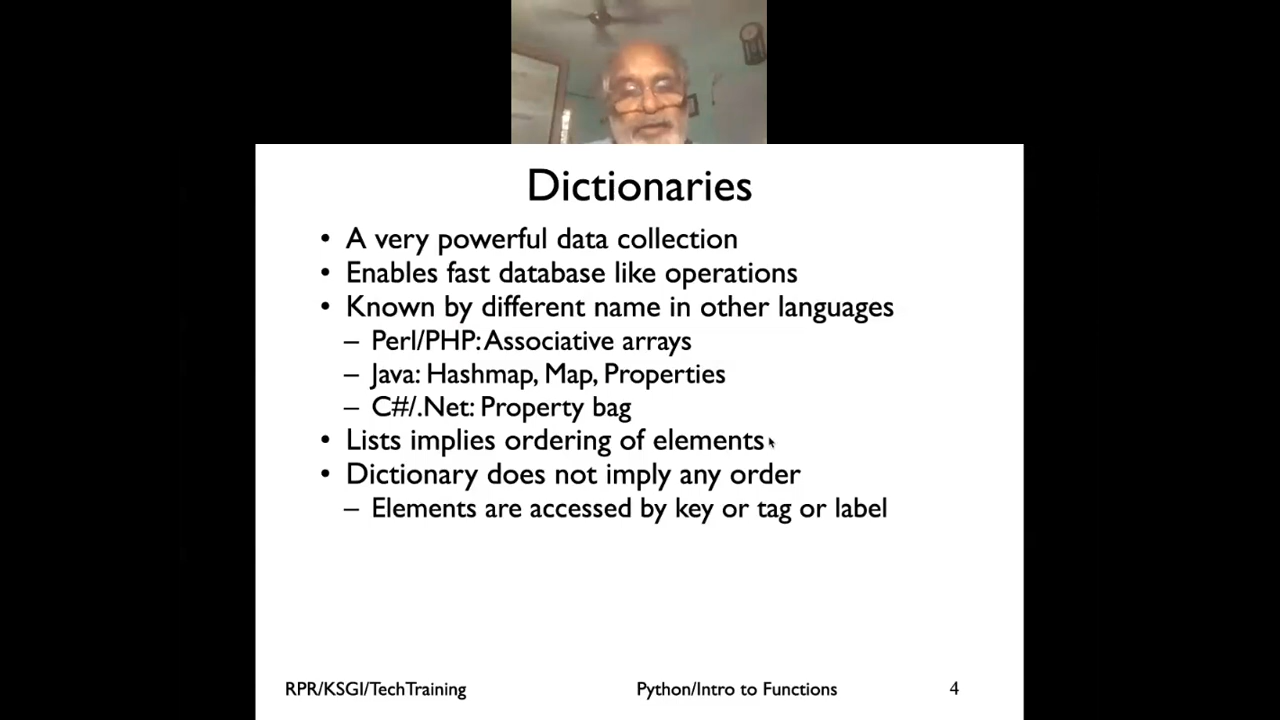 Dictionaries
• A very powerful data collection
• Enables fast database like operations
• Known by different name in other languages
– Perl/PHP: Associative arrays
– Java: Hashmap, Map, Properties
– C#/.Net: Property bag
• Lists implies ordering of elements
• Dictionary does not imply any order
– Elements are accessed by key or tag or label
RPR/KSGI/TechTraining Python/Intro to Functions 4